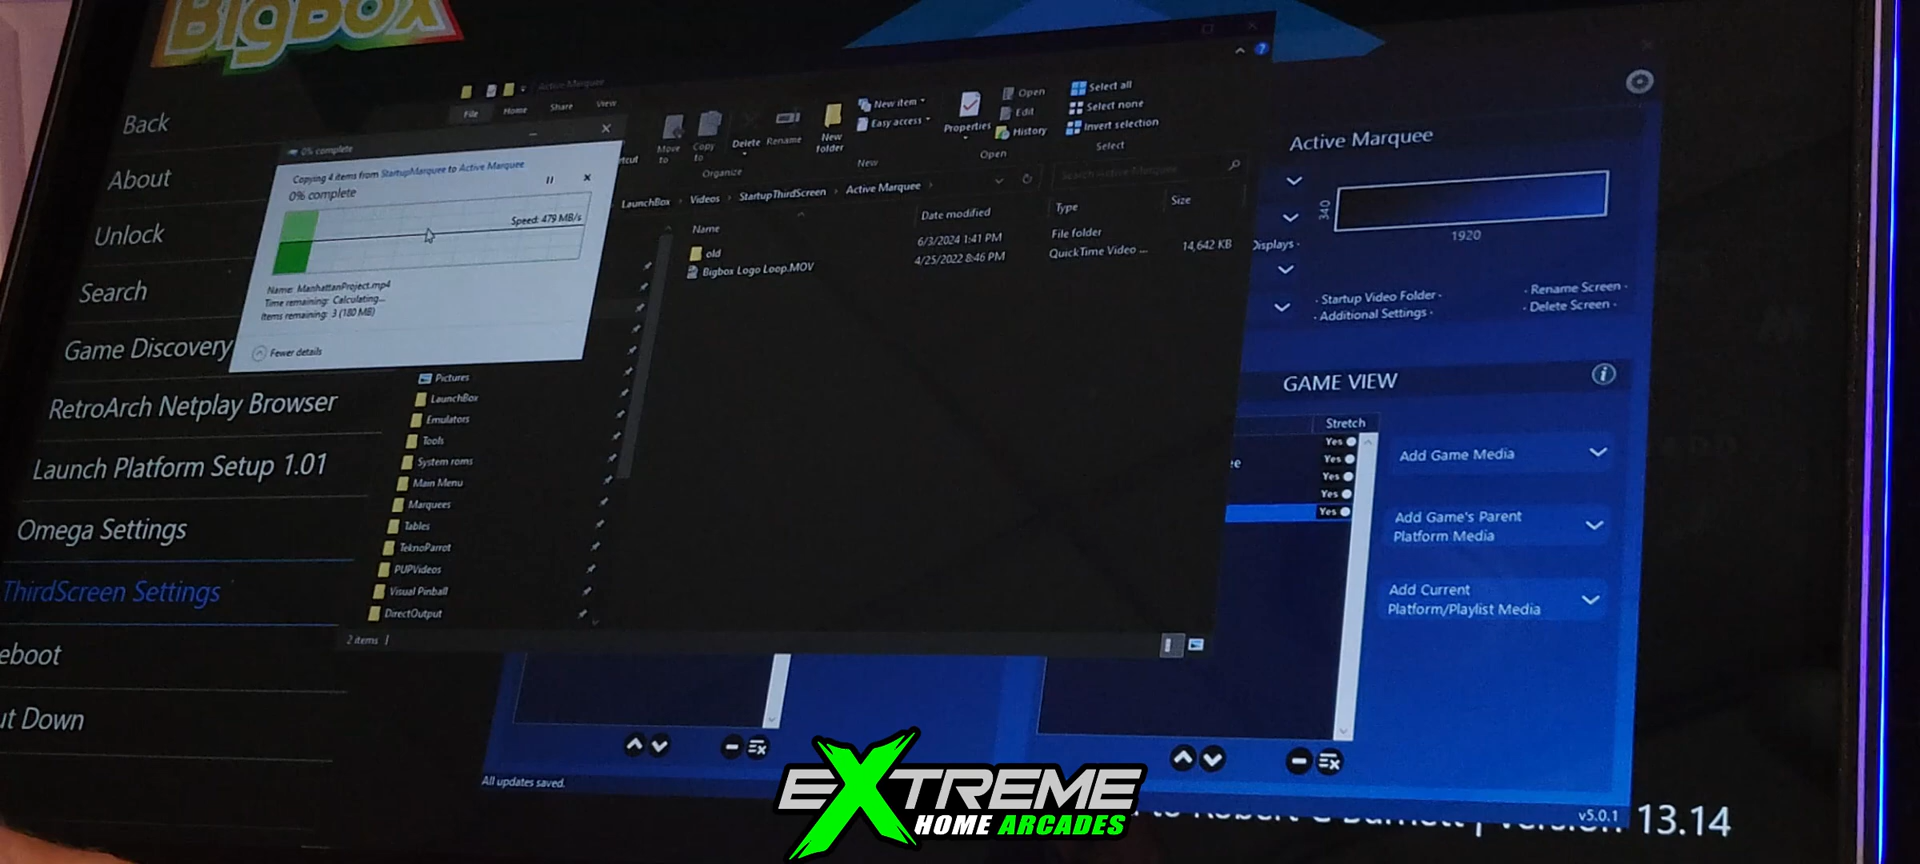 BigBox
Back
About
Unlock
Search
Game Discovery
RetroArch Netplay Browser
Launch Platform Setup 1.01
Omega Settings
ThirdScreen Settings
eboot
ut Down
0% complete
Copying 4 items from StartupMarquee to Active Marquee
0% complete
Speed: 479 MB/s
Name: ManhattanProject.mp4
Time remaining: Calculating...
Items remaining: 3 (180 MB)
Fewer details
Active Marquee
File Home Share View
Move to
Copy to
Delete
Rename
Organize
New folder
New item
Easy access
New
Properties
Open
Edit
History
Open
Select all
Select none
Invert selection
Select
LaunchBox Videos StartupThirdScreen Active Marquee
Search Active Marquee
Name Date modified Type Size
old 6/3/2024 1:41 PM File folder
Bigbox Logo Loop.MOV 4/25/2022 8:46 PM QuickTime Video ... 14,642 KB
Pictures
LaunchBox
Emulators
Tools
System roms
Main Menu
Marquees
Tables
TeknoParrot
PUPVideos
Visual Pinball
DirectOutput
2 items
Active Marquee
340
1920
Displays
· Startup Video Folder ·
· Additional Settings ·
· Rename Screen ·
· Delete Screen ·
GAME VIEW
Stretch
Yes
Yes
Yes
Yes
Yes
Add Game Media
Add Game's Parent
Platform Media
Add Current
Platform/Playlist Media
All updates saved.
v5.0.1
13.14
EXTREME
HOME ARCADES